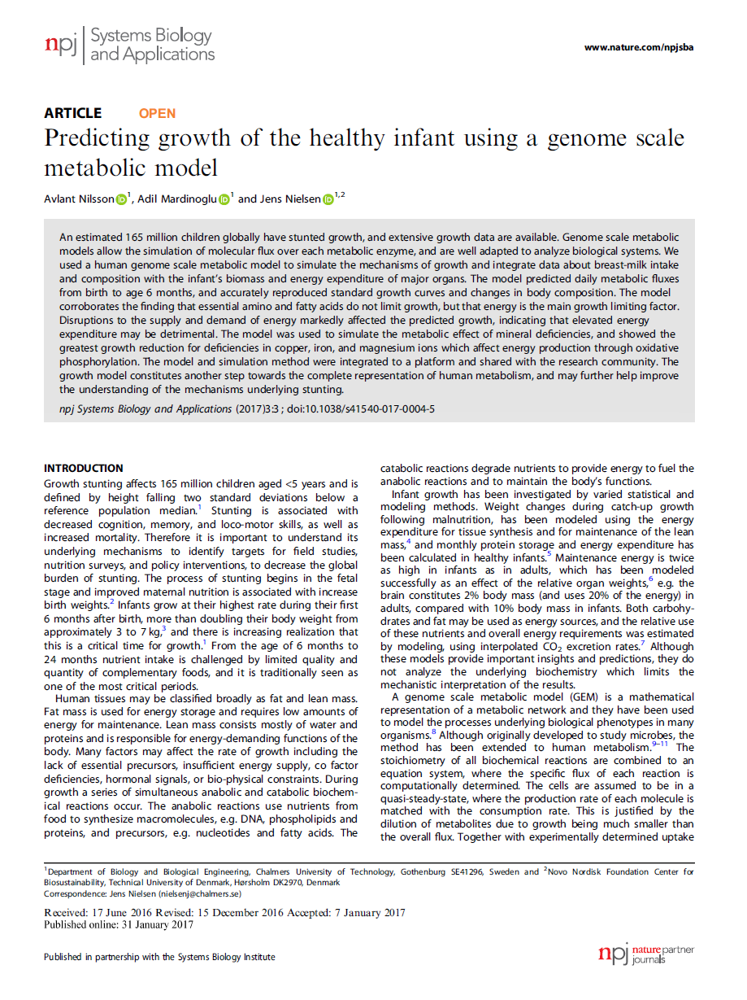 npj
Systems Biology
and Applications
www.nature.com/npjsba
ARTICLE OPEN
Predicting growth of the healthy infant using a genome scale
metabolic model
Avlant Nilsson iD 1, Adil Mardinoglu iD 1 and Jens Nielsen iD 1,2
An estimated 165 million children globally have stunted growth, and extensive growth data are available. Genome scale metabolic
models allow the simulation of molecular flux over each metabolic enzyme, and are well adapted to analyze biological systems. We
used a human genome scale metabolic model to simulate the mechanisms of growth and integrate data about breast-milk intake
and composition with the infant's biomass and energy expenditure of major organs. The model predicted daily metabolic fluxes
from birth to age 6 months, and accurately reproduced standard growth curves and changes in body composition. The model
corroborates the finding that essential amino and fatty acids do not limit growth, but that energy is the main growth limiting factor.
Disruptions to the supply and demand of energy markedly affected the predicted growth, indicating that elevated energy
expenditure may be detrimental. The model was used to simulate the metabolic effect of mineral deficiencies, and showed the
greatest growth reduction for deficiencies in copper, iron, and magnesium ions which affect energy production through oxidative
phosphorylation. The model and simulation method were integrated to a platform and shared with the research community. The
growth model constitutes another step towards the complete representation of human metabolism, and may further help improve
the understanding of the mechanisms underlying stunting.
npj Systems Biology and Applications (2017)3:3 ; doi:10.1038/s41540-017-0004-5
INTRODUCTION
Growth stunting affects 165 million children aged <5 years and is
defined by height falling two standard deviations below a
reference population median.1 Stunting is associated with
decreased cognition, memory, and loco-motor skills, as well as
increased mortality. Therefore it is important to understand its
underlying mechanisms to identify targets for field studies,
nutrition surveys, and policy interventions, to decrease the global
burden of stunting. The process of stunting begins in the fetal
stage and improved maternal nutrition is associated with increase
birth weights.2 Infants grow at their highest rate during their first
6 months after birth, more than doubling their body weight from
approximately 3 to 7 kg,3 and there is increasing realization that
this is a critical time for growth.1 From the age of 6 months to
24 months nutrient intake is challenged by limited quality and
quantity of complementary foods, and it is traditionally seen as
one of the most critical periods.
Human tissues may be classified broadly as fat and lean mass.
Fat mass is used for energy storage and requires low amounts of
energy for maintenance. Lean mass consists mostly of water and
proteins and is responsible for energy-demanding functions of the
body. Many factors may affect the rate of growth including the
lack of essential precursors, insufficient energy supply, co factor
deficiencies, hormonal signals, or bio-physical constraints. During
growth a series of simultaneous anabolic and catabolic biochem-
ical reactions occur. The anabolic reactions use nutrients from
food to synthesize macromolecules, e.g. DNA, phospholipids and
proteins, and precursors, e.g. nucleotides and fatty acids. The
catabolic reactions degrade nutrients to provide energy to fuel the
anabolic reactions and to maintain the body's functions.
Infant growth has been investigated by varied statistical and
modeling methods. Weight changes during catch-up growth
following malnutrition, has been modeled using the energy
expenditure for tissue synthesis and for maintenance of the lean
mass,4 and monthly protein storage and energy expenditure has
been calculated in healthy infants.5 Maintenance energy is twice
as high in infants as in adults, which has been modeled
successfully as an effect of the relative organ weights,6 e.g. the
brain constitutes 2% body mass (and uses 20% of the energy) in
adults, compared with 10% body mass in infants. Both carbohy-
drates and fat may be used as energy sources, and the relative use
of these nutrients and overall energy requirements was estimated
by modeling, using interpolated CO2 excretion rates.7 Although
these models provide important insights and predictions, they do
not analyze the underlying biochemistry which limits the
mechanistic interpretation of the results.
A genome scale metabolic model (GEM) is a mathematical
representation of a metabolic network and they have been used
to model the processes underlying biological phenotypes in many
organisms.8 Although originally developed to study microbes, the
method has been extended to human metabolism.9–11 The
stoichiometry of all biochemical reactions are combined to an
equation system, where the specific flux of each reaction is
computationally determined. The cells are assumed to be in a
quasi-steady-state, where the production rate of each molecule is
matched with the consumption rate. This is justified by the
dilution of metabolites due to growth being much smaller than
the overall flux. Together with experimentally determined uptake
1Department of Biology and Biological Engineering, Chalmers University of Technology, Gothenburg SE41296, Sweden and 2Novo Nordisk Foundation Center for
Biosustainability, Technical University of Denmark, Hørsholm DK2970, Denmark
Correspondence: Jens Nielsen (nielsenj@chalmers.se)
Received: 17 June 2016 Revised: 15 December 2016 Accepted: 7 January 2017
Published online: 31 January 2017
Published in partnership with the Systems Biology Institute
npj nature partner
journals